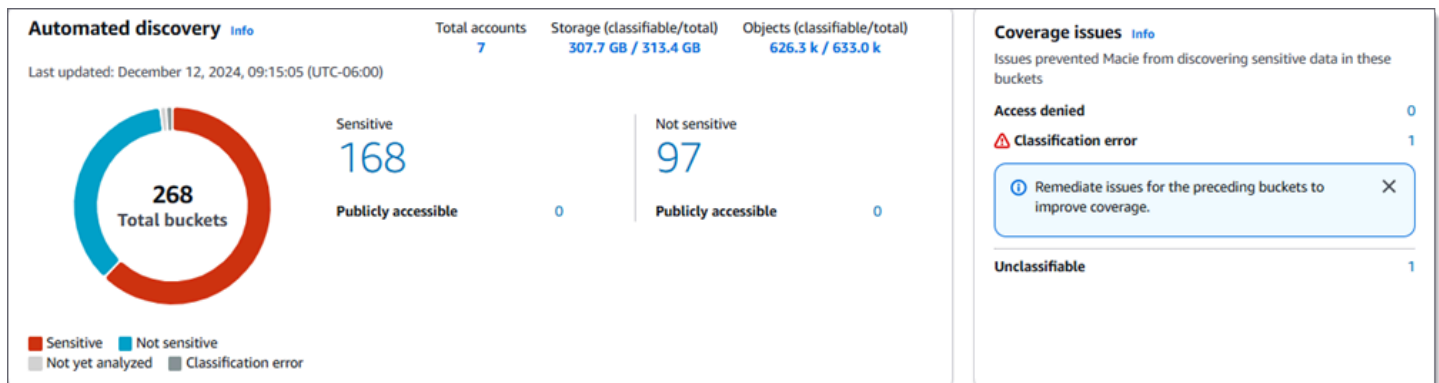 Automated discovery Info
Last updated: December 12, 2024, 09:15:05 (UTC-06:00)
Total accounts
7
Storage (classifiable/total)
307.7 GB / 313.4 GB
Objects (classifiable/total)
626.3 k / 633.0 k
268
Total buckets
Sensitive
168
Publicly accessible 0
Not sensitive
97
Publicly accessible 0
Sensitive Not sensitive
Not yet analyzed Classification error
Coverage issues Info
Issues prevented Macie from discovering sensitive data in these
buckets
Access denied 0
Classification error 1
Remediate issues for the preceding buckets to
improve coverage.
Unclassifiable 1